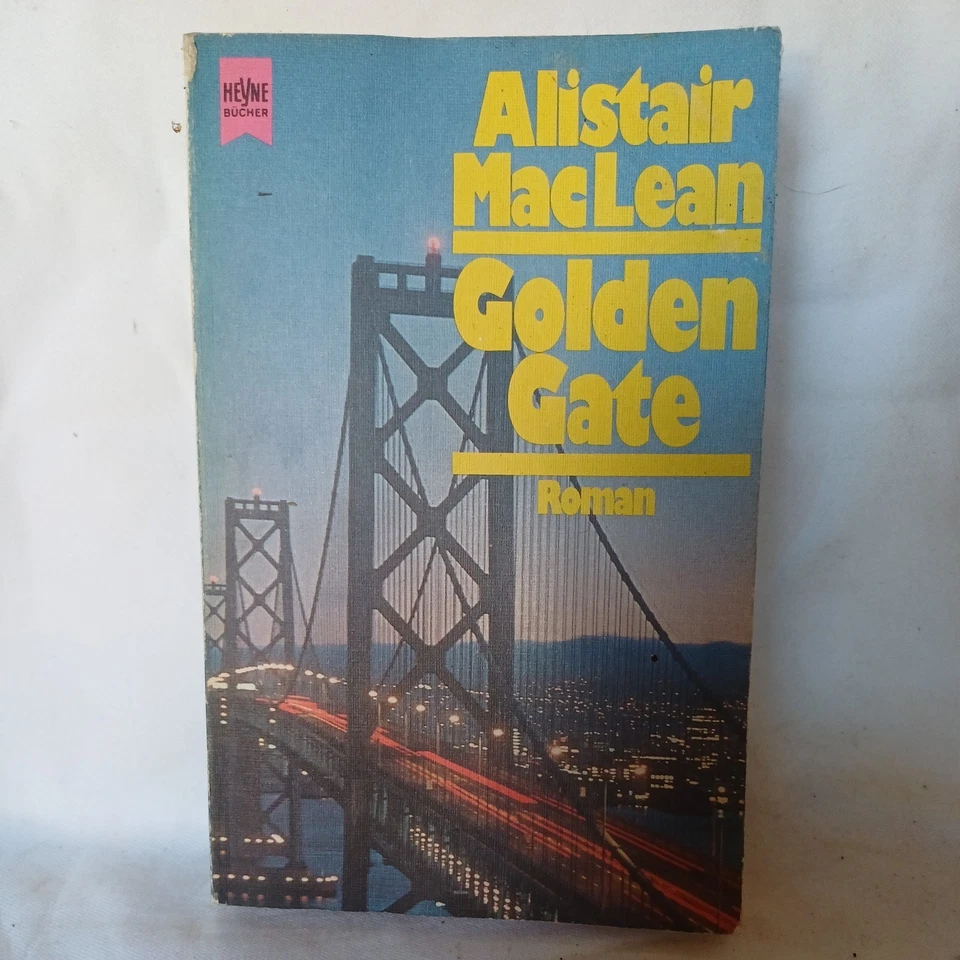 HEYNE
BÜCHER
Alistair
MacLean
Golden
Gate
Roman